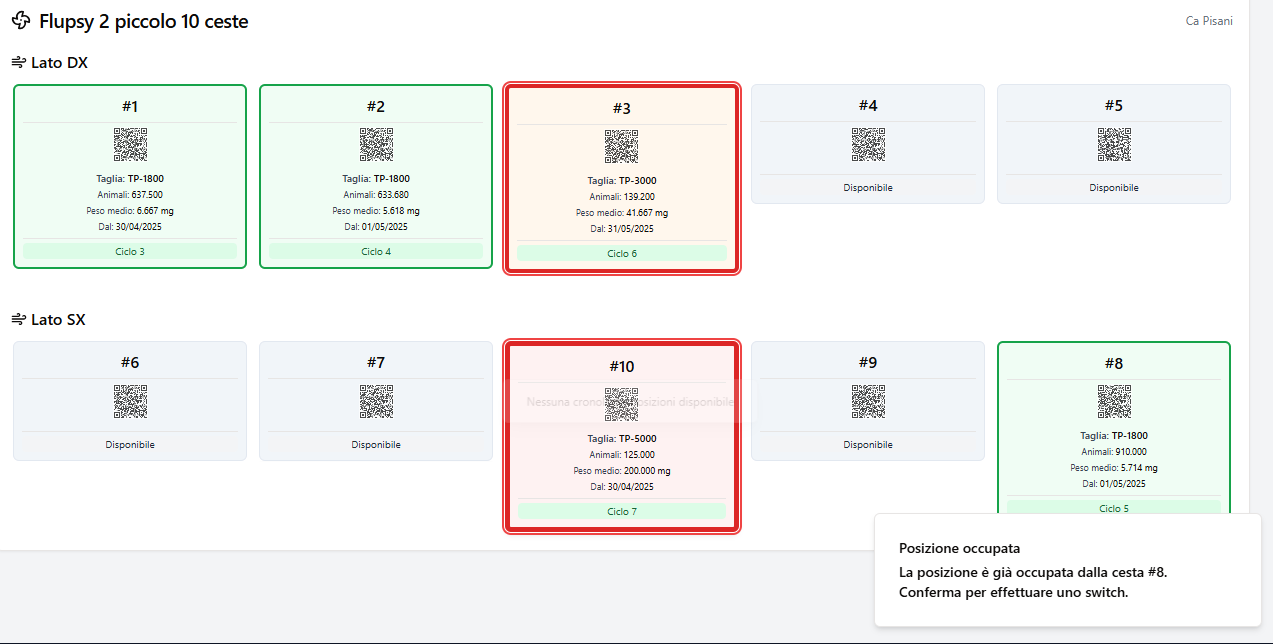 Flupsy 2 piccolo 10 ceste
Ca Pisani
Lato DX
#1
Taglia: TP-1800
Animali: 637.500
Peso medio: 6.667 mg
Dal: 30/04/2025
Ciclo 3
#2
Taglia: TP-1800
Animali: 633.680
Peso medio: 5.618 mg
Dal: 01/05/2025
Ciclo 4
#3
Taglia: TP-3000
Animali: 139.200
Peso medio: 41.667 mg
Dal: 31/05/2025
Ciclo 6
#4
Disponibile
#5
Disponibile
Lato SX
#6
Disponibile
#7
Disponibile
#10
Nessuna
disponibile
Taglia: TP-5000
Animali: 125.000
Peso medio: 200.000 mg
Dal: 30/04/2025
Ciclo 7
#9
Disponibile
#8
Taglia: TP-1800
Animali: 910.000
Peso medio: 5.714 mg
Dal: 01/05/2025
Ciclo 5
Posizione occupata
La posizione è già occupata dalla cesta #8.
Conferma per effettuare uno switch.